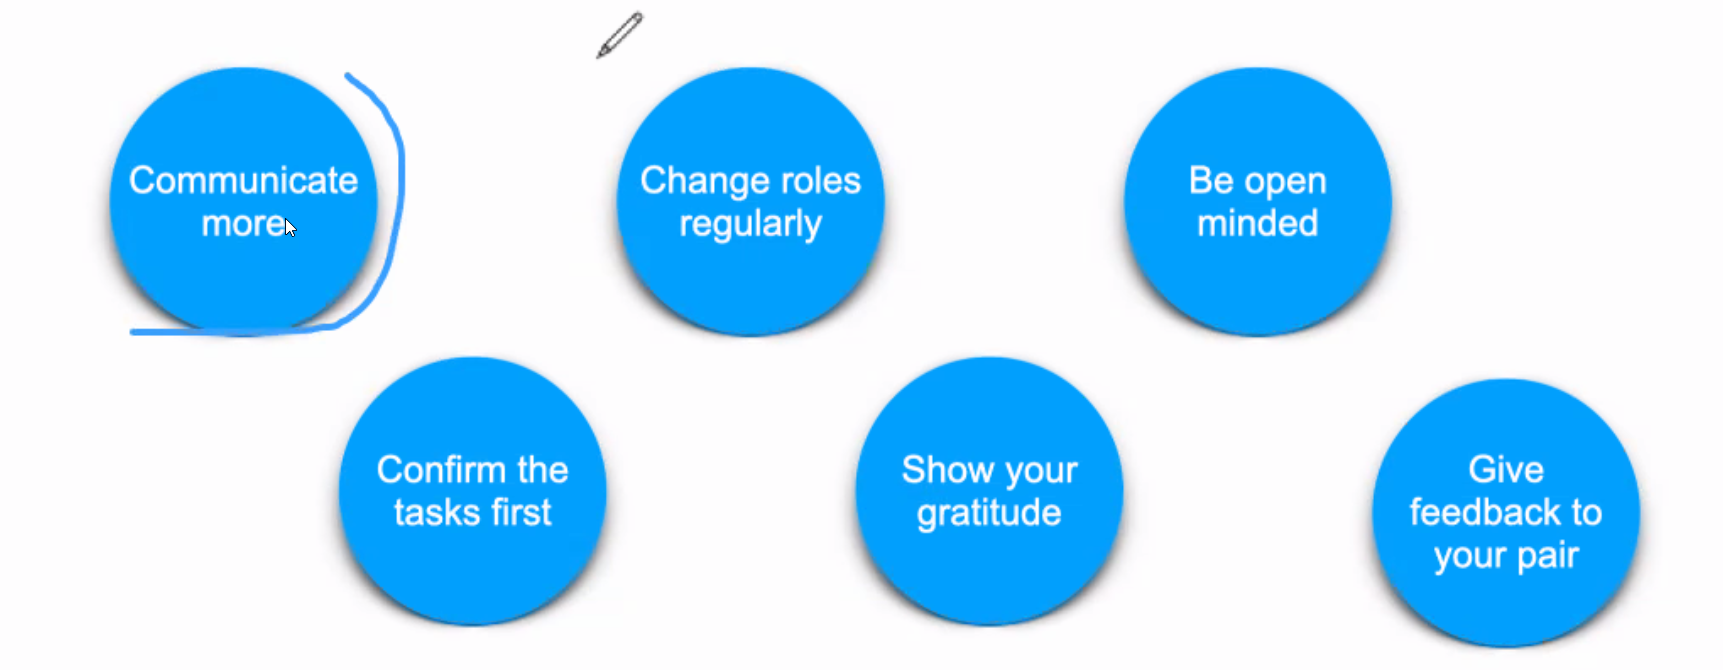 Communicate
more
Change roles
regularly
Be open
minded
Confirm the
tasks first
Show your
gratitude
Give
feedback to
your pair